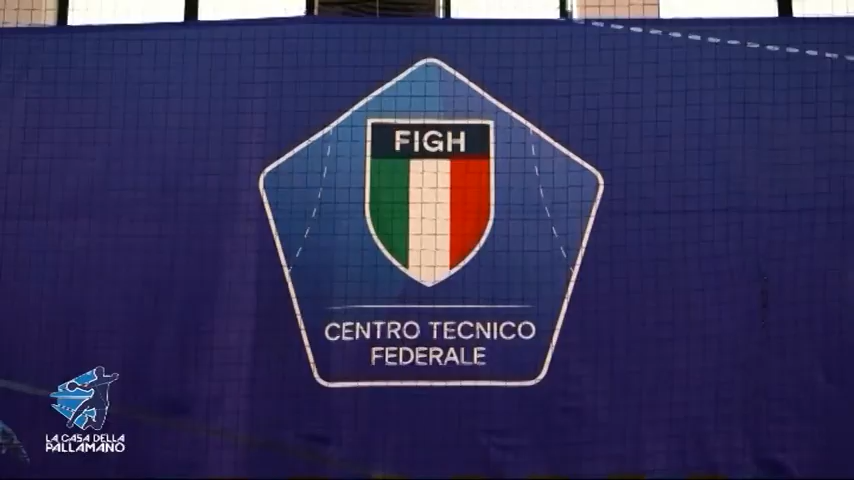 FIGH
CENTRO TECNICO
FEDERALE
LA CASA DELLA
PALLAMANO